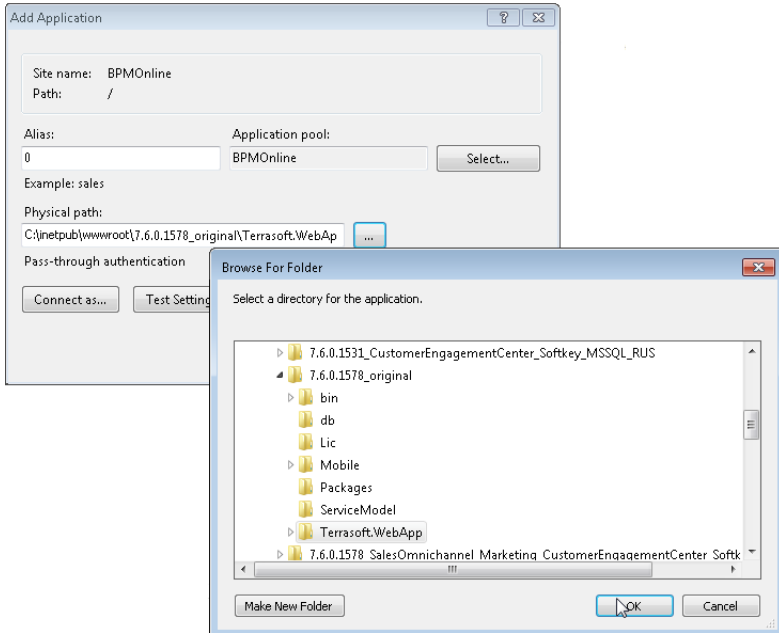 Add Application
Site name: BPMOnline
Path: /
Alias: Application pool:
0 BPMOnline Select...
Example: sales
Physical path:
C:\inetpub\wwwroot\7.6.0.1578_original\Terrasoft.WebAp ...
Pass-through authentication
Connect as... Test Setting
Browse For Folder
Select a directory for the application.
7.6.0.1531_CustomerEngagementCenter_Softkey_MSSQL_RUS
7.6.0.1578_original
bin
db
Lic
Mobile
Packages
ServiceModel
Terrasoft.WebApp
7.6.0.1578_SalesOmnichannel_Marketing_CustomerEngagementCenter_Softk
Make New Folder OK Cancel